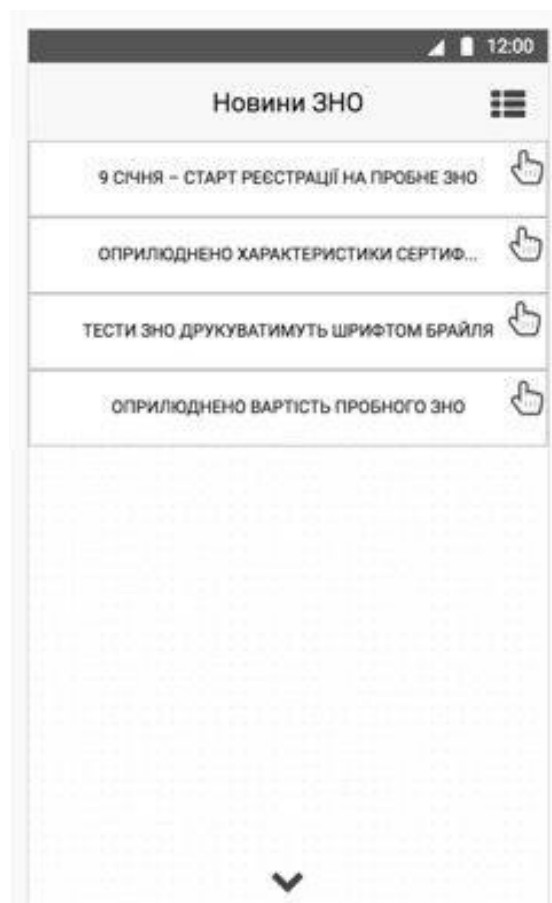 12:00
Новини ЗНО
9 СІЧНЯ – СТАРТ РЕЄСТРАЦІЇ НА ПРОБНЕ ЗНО
ОПРИЛЮДНЕНО ХАРАКТЕРИСТИКИ СЕРТИФ...
ТЕСТИ ЗНО ДРУКУВАТИМУТЬ ШРИФТОМ БРАЙЛЯ
ОПРИЛЮДНЕНО ВАРТІСТЬ ПРОБНОГО ЗНО